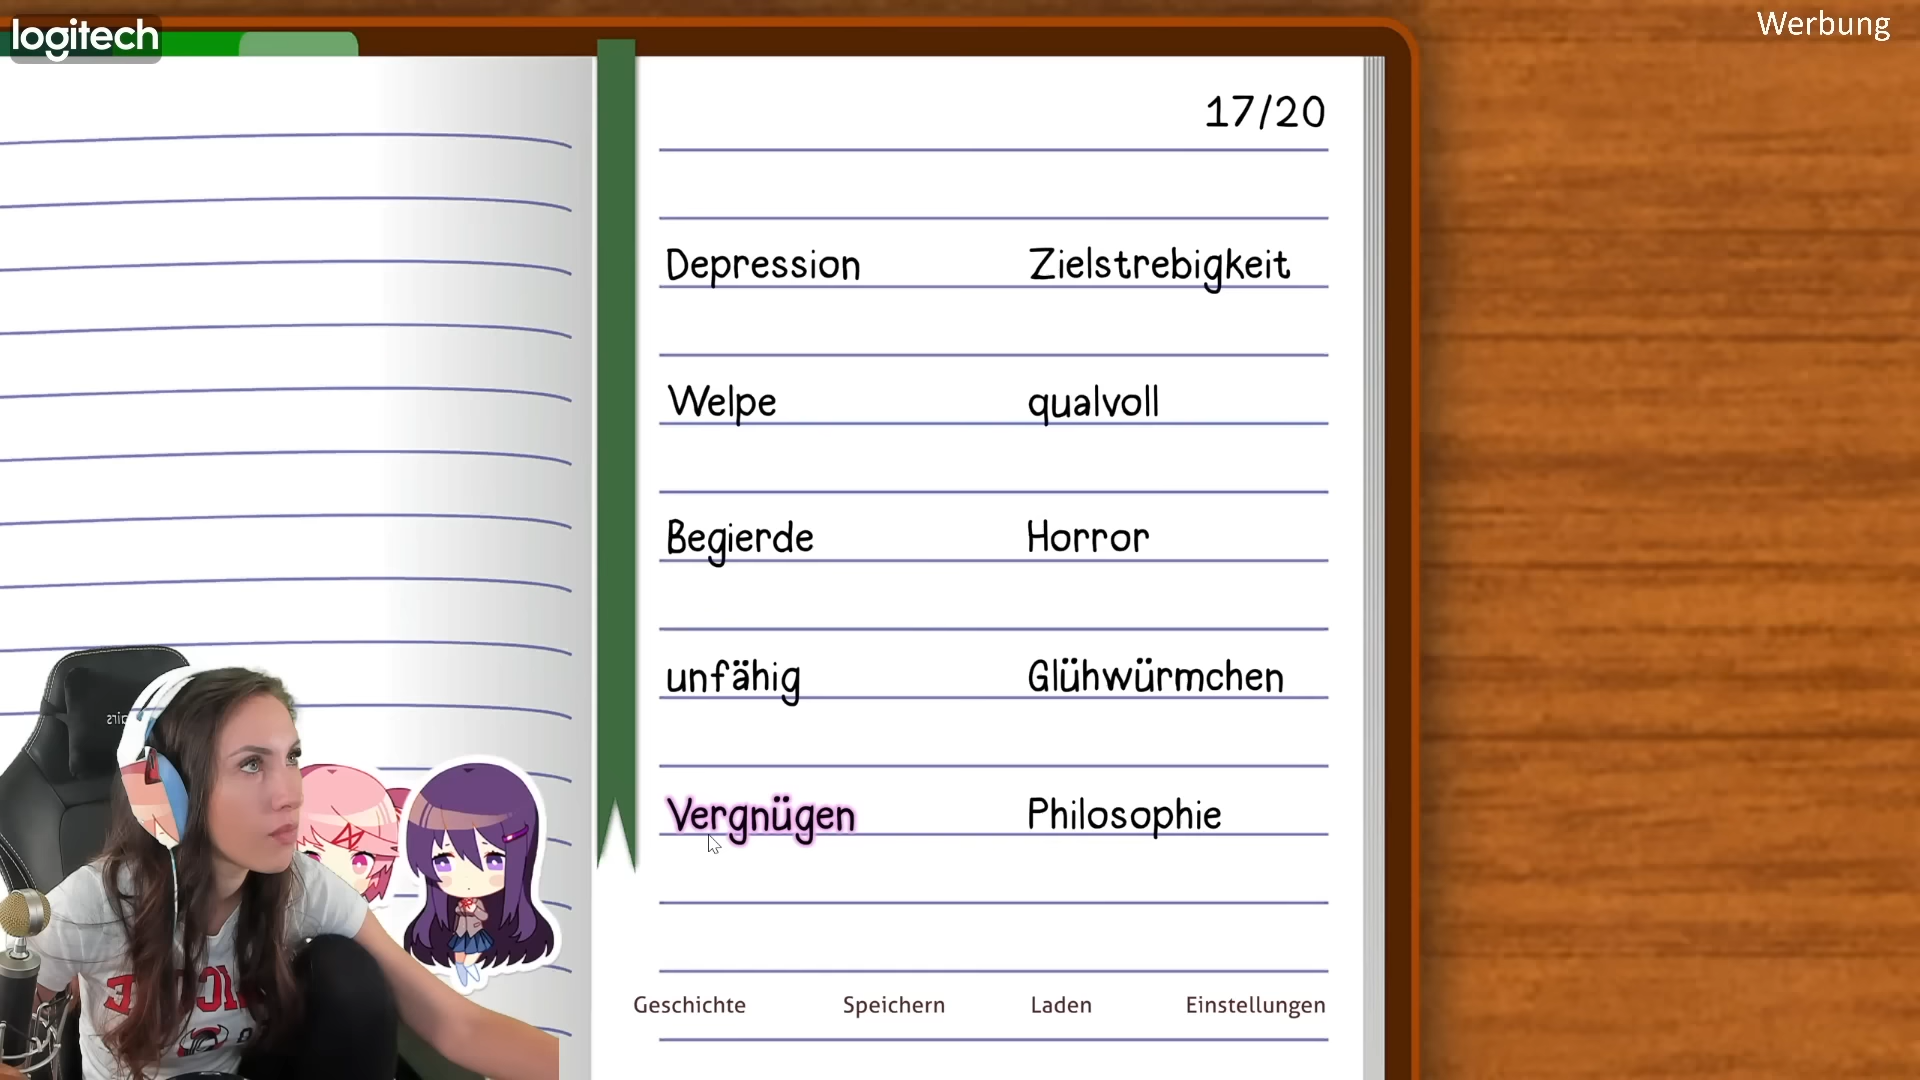 logitech
Werbung
17/20
Depression Zielstrebigkeit
Welpe qualvoll
Begierde Horror
unfähig Glühwürmchen
Vergnügen Philosophie
Geschichte Speichern Laden Einstellungen